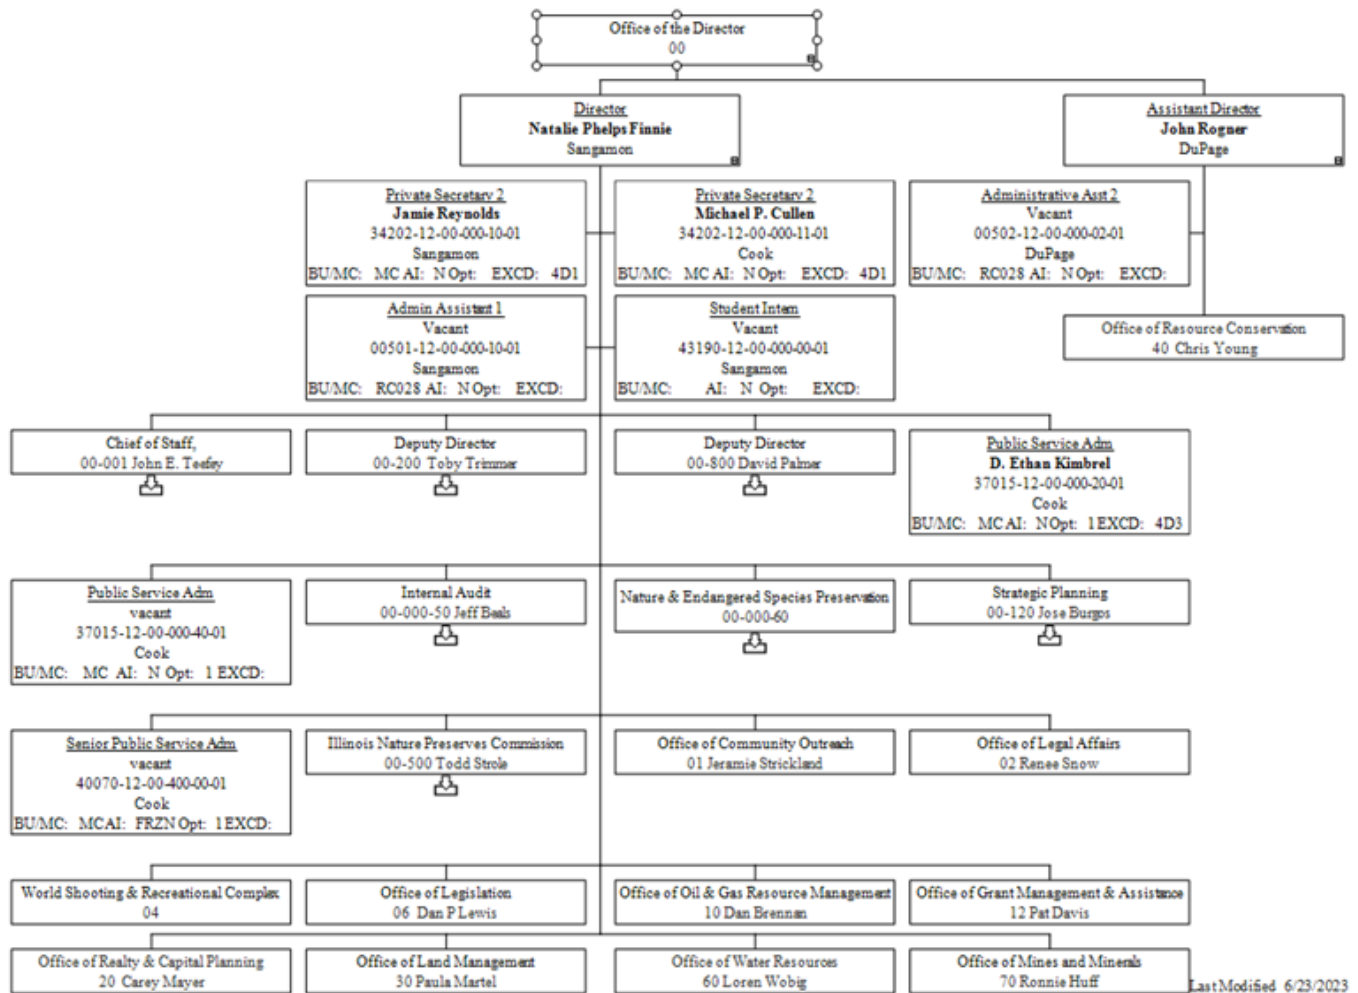 Office of the Director
00
Director
Natalie Phelps Finnie
Sangamon
Assistant Director
John Rogner
DuPage
Private Secretary 2
Jamie Reynolds
34202-12-00-000-10-01
Sangamon
BU/MC: MC AI: N Opt: EXCD: 4D1
Private Secretary 2
Michael P. Cullen
34202-12-00-000-11-01
Cook
BU/MC: MC AI: N Opt: EXCD: 4D1
Administrative Asst 2
Vacant
00502-12-00-000-02-01
DuPage
BU/MC: RC028 AI: N Opt: EXCD:
Admin Assistant 1
Vacant
00501-12-00-000-10-01
Sangamon
BU/MC: RC028 AI: N Opt: EXCD:
Student Intern
Vacant
43190-12-00-000-00-01
Sangamon
BU/MC: AI: N Opt: EXCD:
Office of Resource Conservation
40 Chris Young
Chief of Staff,
00-001 John E. Teefey
Deputy Director
00-200 Toby Trimmer
Deputy Director
00-800 David Palmer
Public Service Adm
D. Ethan Kimbrel
37015-12-00-000-20-01
Cook
BU/MC: MC AI: N Opt: 1 EXCD: 4D3
Public Service Adm
vacant
37015-12-00-000-40-01
Cook
BU/MC: MC AI: N Opt: 1 EXCD:
Internal Audit
00-000-50 Jeff Beals
Nature & Endangered Species Preservation
00-000-60
Strategic Planning
00-120 Jose Burgos
Senior Public Service Adm
vacant
40070-12-00-400-00-01
Cook
BU/MC: MC AI: FRZN Opt: 1 EXCD:
Illinois Nature Preserves Commission
00-500 Todd Strole
Office of Community Outreach
01 Jeramie Strickland
Office of Legal Affairs
02 Renee Snow
World Shooting & Recreational Complex
04
Office of Legislation
06 Dan P Lewis
Office of Oil & Gas Resource Management
10 Dan Brennan
Office of Grant Management & Assistance
12 Pat Davis
Office of Realty & Capital Planning
20 Carey Mayer
Office of Land Management
30 Paula Martel
Office of Water Resources
60 Loren Wobig
Office of Mines and Minerals
70 Ronnie Huff
Last Modified 6/23/2023